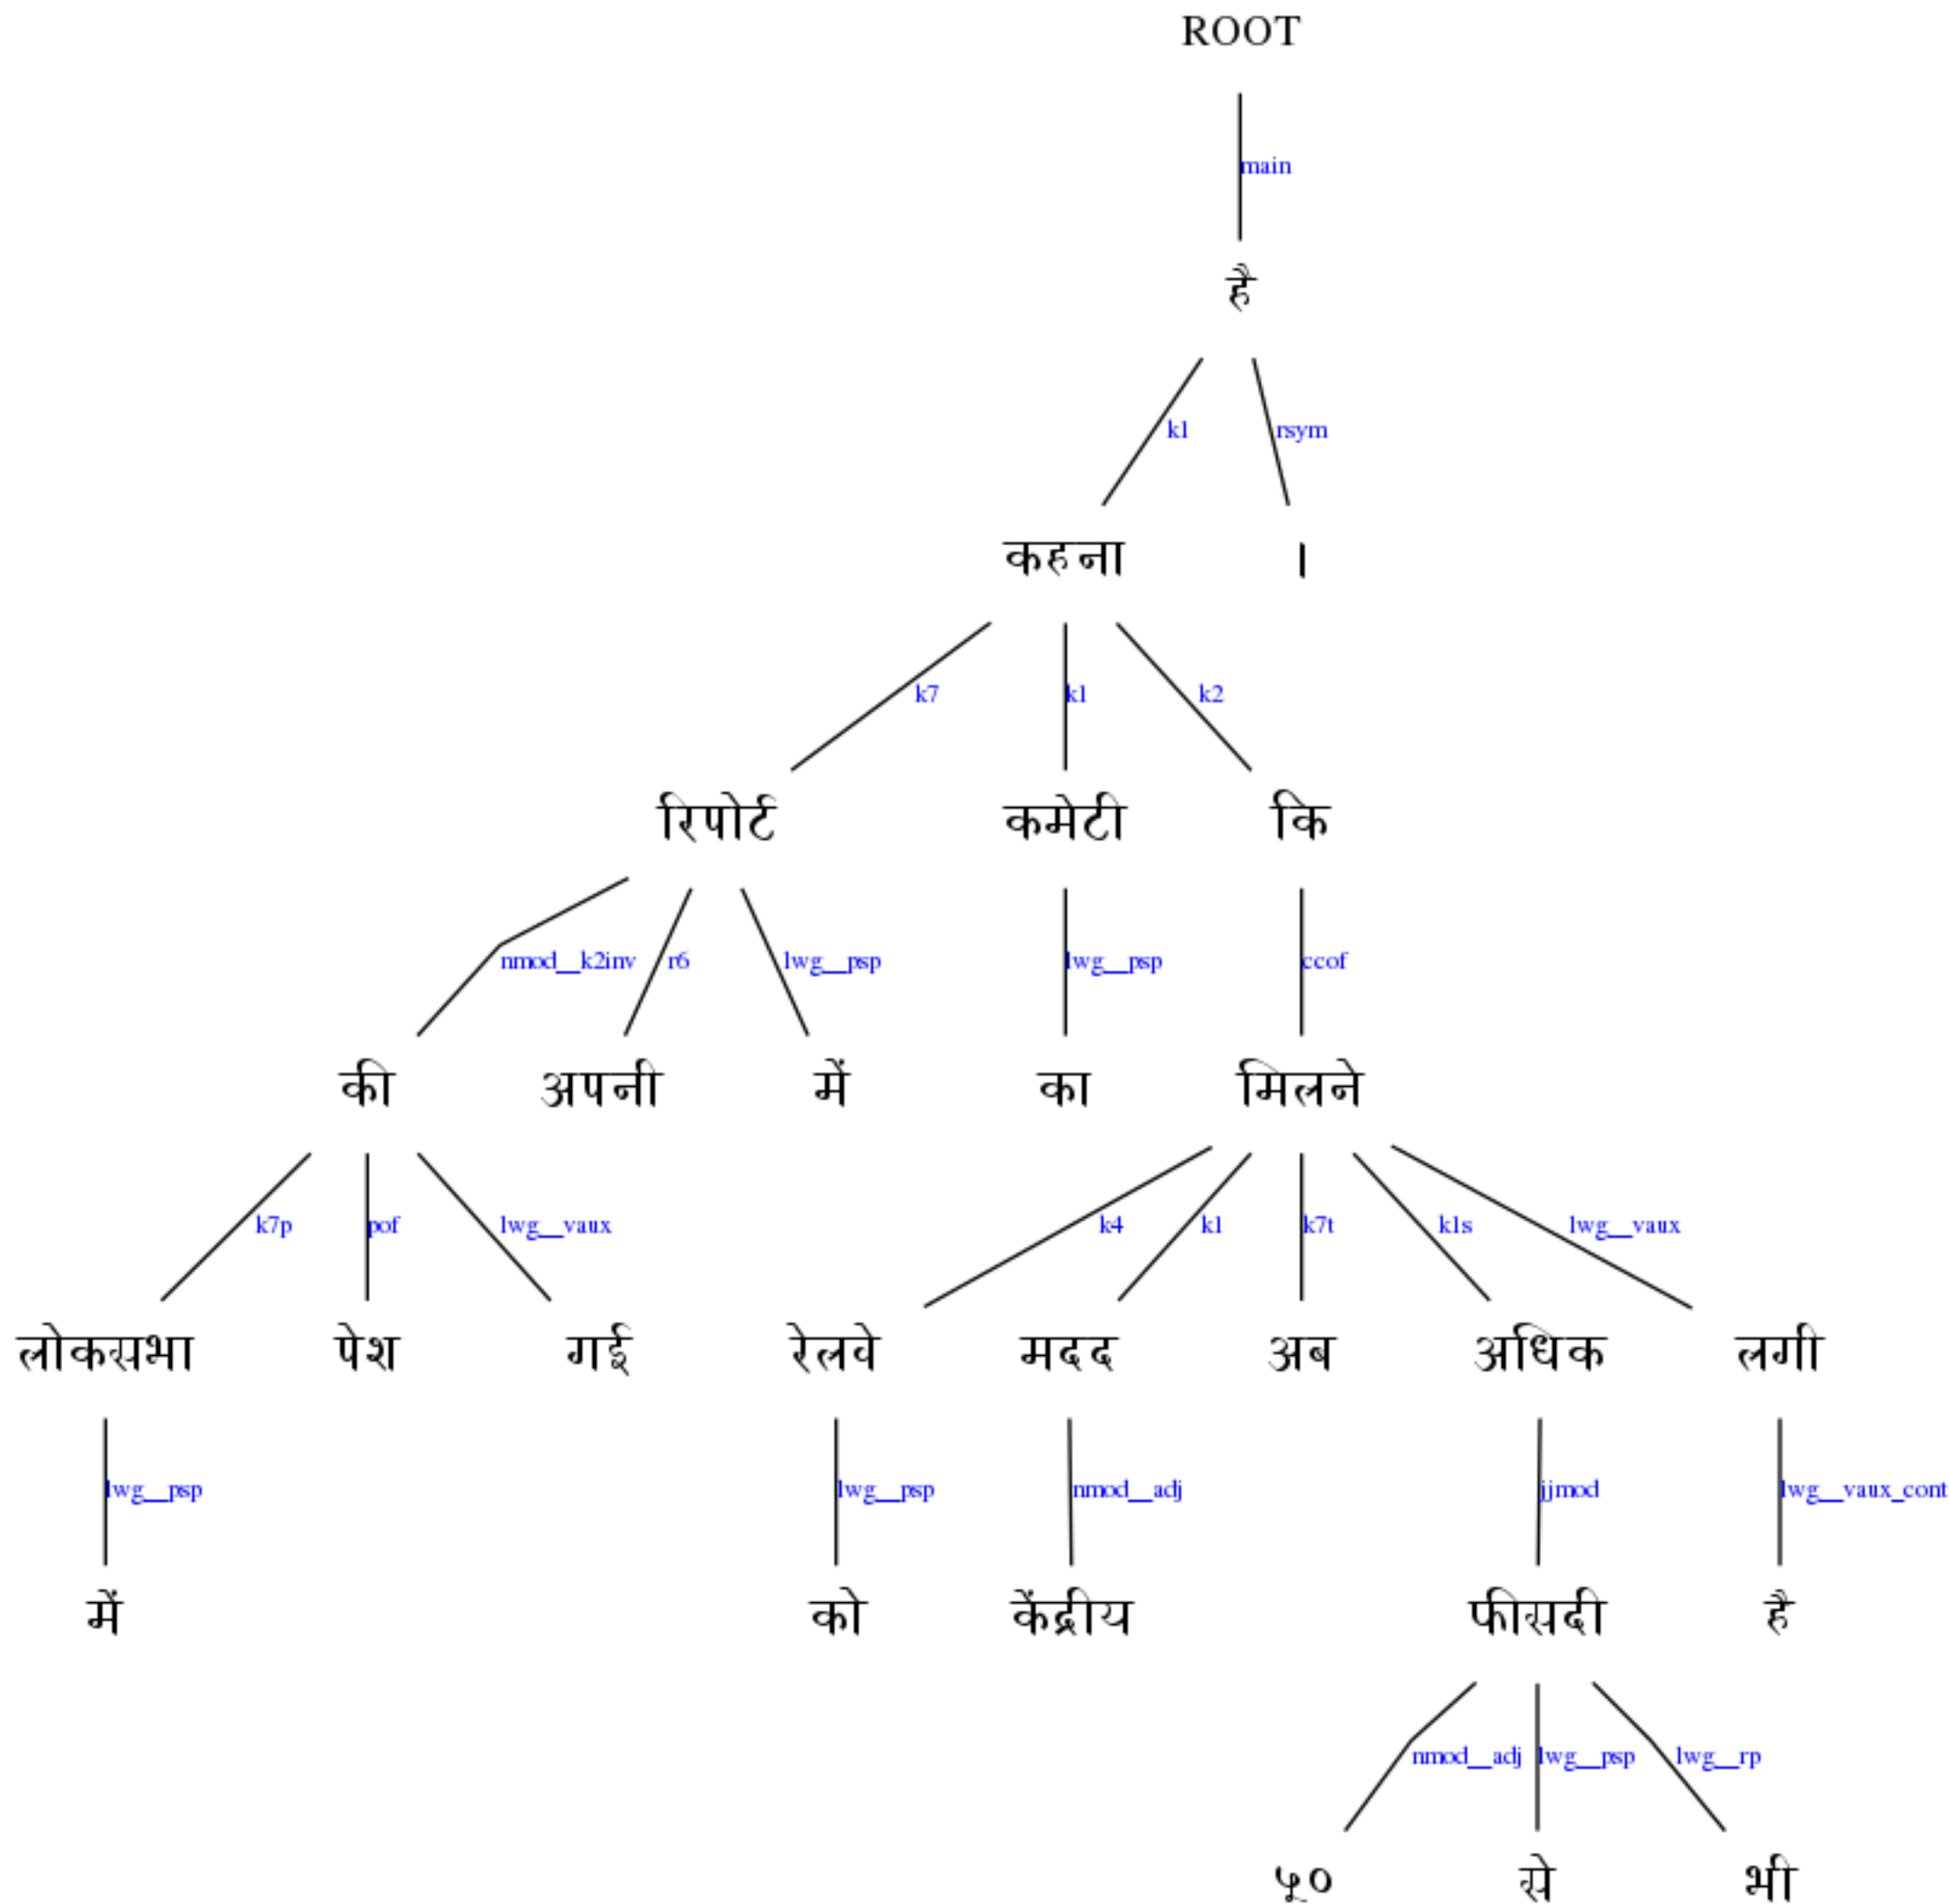 ROOT
main
है
k1 rsym
कहना ।
k7 k1 k2
रिपोर्ट कमेटी कि
nmod__k2inv r6 lwg__psp lwg__psp ccof
की अपनी में का मिलने
k7p pof lwg__vaux k4 k1 k7t k1s lwg__vaux
लोकसभा पेश गई रेलवे मदद अब अधिक लगी
lwg__psp lwg__psp nmod__adj jjmod lwg__vaux_cont
में को केंद्रीय फीसदी है
nmod__adj lwg__psp lwg__rp
५० से भी